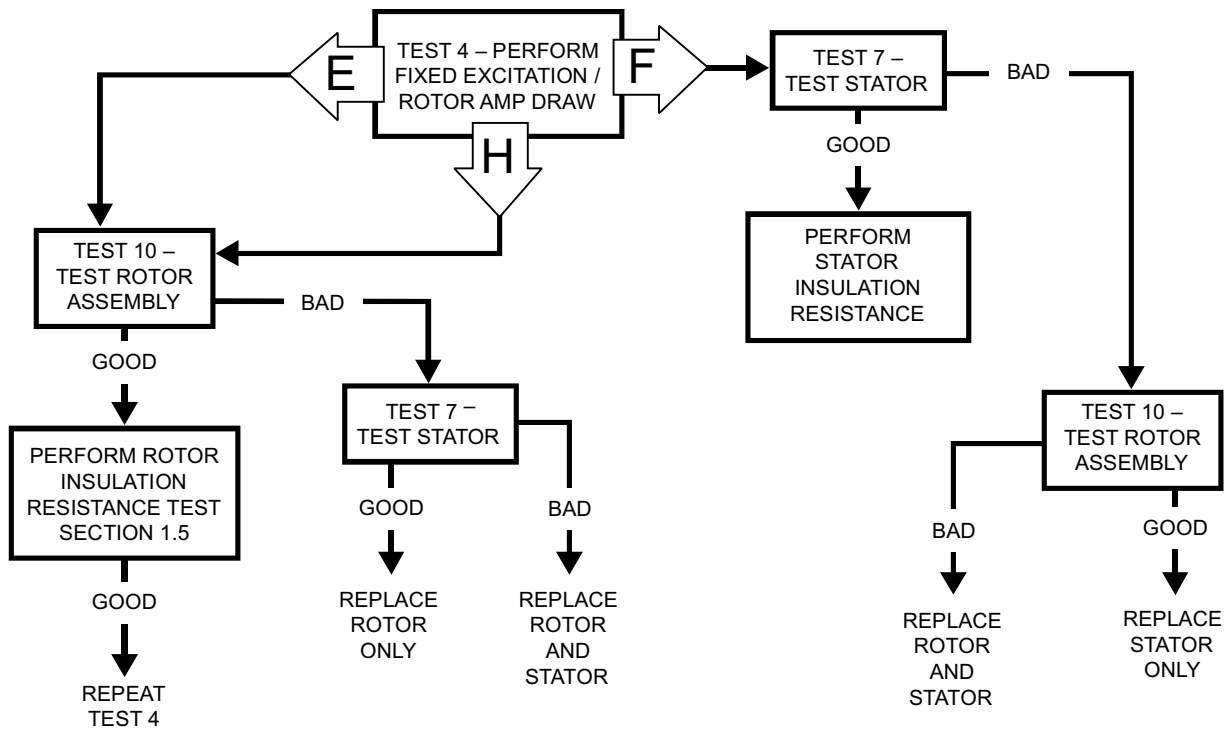 E
TEST 4 – PERFORM
FIXED EXCITATION /
ROTOR AMP DRAW
F
H
TEST 7 –
TEST STATOR
BAD
GOOD
PERFORM
STATOR
INSULATION
RESISTANCE
TEST 10 –
TEST ROTOR
ASSEMBLY
BAD
GOOD
TEST 7 –
TEST STATOR
TEST 10 –
TEST ROTOR
ASSEMBLY
PERFORM ROTOR
INSULATION
RESISTANCE TEST
SECTION 1.5
GOOD
BAD
BAD
GOOD
GOOD
REPLACE
ROTOR
ONLY
REPLACE
ROTOR
AND
STATOR
REPLACE
ROTOR
AND
STATOR
REPLACE
STATOR
ONLY
REPEAT
TEST 4